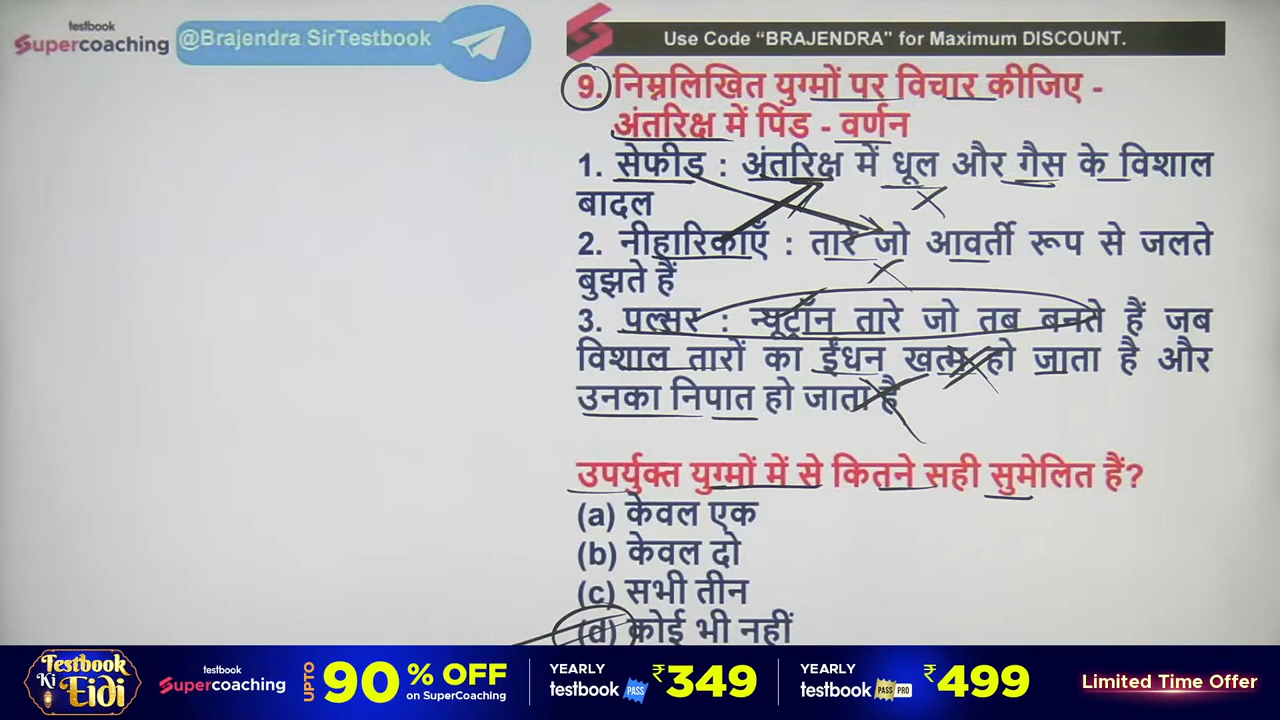 testbook
Supercoaching
@Brajendra SirTestbook
Use Code “BRAJENDRA" for Maximum DISCOUNT.
9. निम्नलिखित युग्मों पर विचार कीजिए -
अंतरिक्ष में पिंड - वर्णन
1. सेफीड : अंतरिक्ष में धूल और गैस के विशाल
बादल
2. नीहारिकाएँ : तारे जो आवर्ती रूप से जलते
बुझते हैं
3. पल्सर : न्यूट्रॉन तारे जो तब बनते हैं जब
विशाल तारों का ईंधन खत्म हो जाता है और
उनका निपात हो जाता है
उपर्युक्त युग्मों में से कितने सही सुमेलित हैं?
(a) केवल एक
(b) केवल दो
(c) सभी तीन
(d) कोई भी नहीं
Testbook Ki Eidi
testbook
Supercoaching
UPTO 90% OFF
on SuperCoaching
YEARLY
testbook PASS
₹349
YEARLY
testbook PASS PRO
₹499
Limited Time Offer